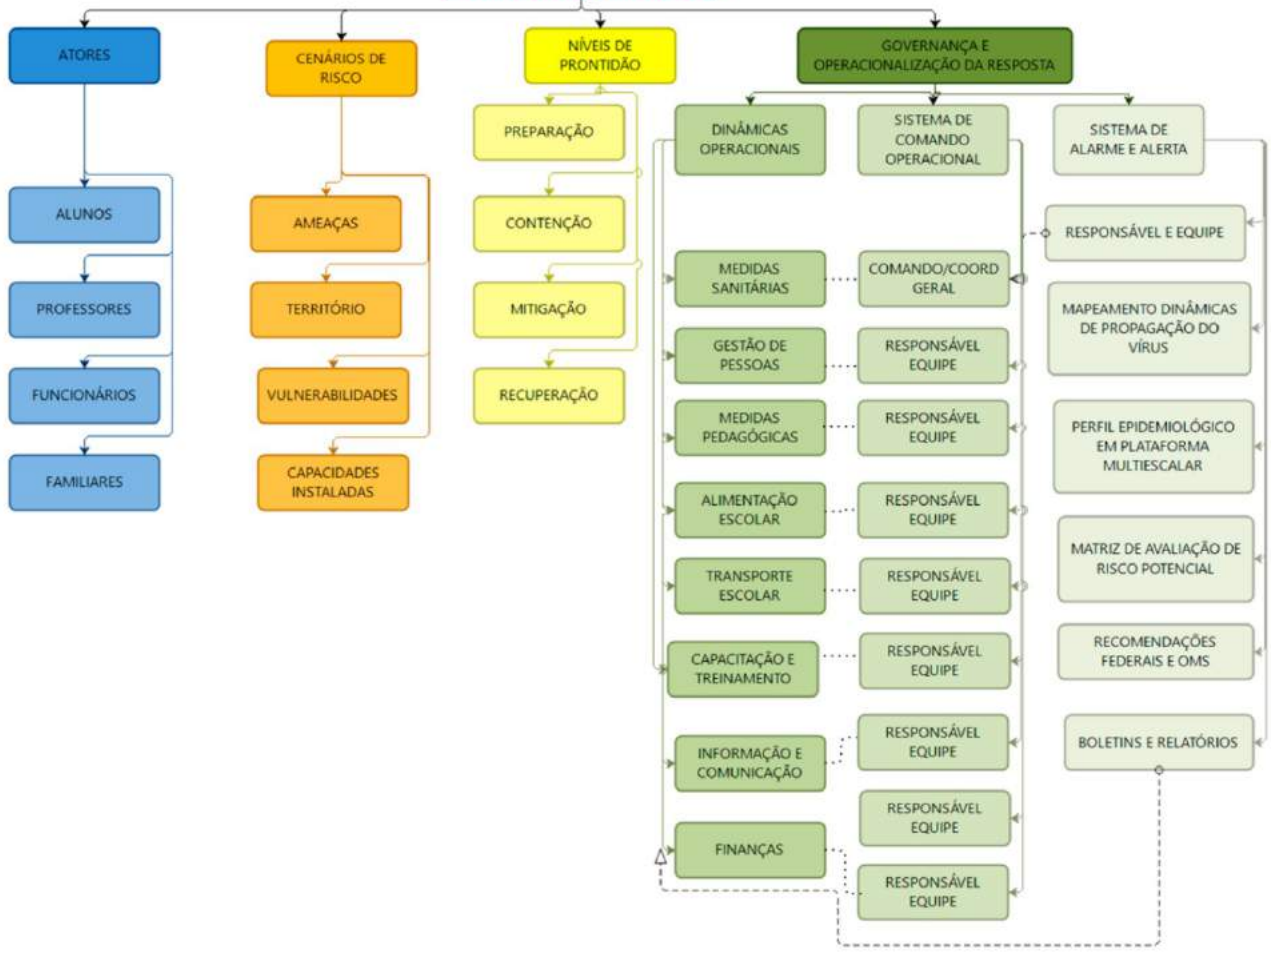 ATORES
ALUNOS
PROFESSORES
FUNCIONÁRIOS
FAMILIARES
CENÁRIOS DE
RISCO
AMEAÇAS
TERRITÓRIO
VULNERABILIDADES
CAPACIDADES
INSTALADAS
NÍVEIS DE
PRONTIDÃO
PREPARAÇÃO
CONTENÇÃO
MITIGAÇÃO
RECUPERAÇÃO
GOVERNANÇA E
OPERACIONALIZAÇÃO DA RESPOSTA
DINÂMICAS
OPERACIONAIS
MEDIDAS
SANITÁRIAS
GESTÃO DE
PESSOAS
MEDIDAS
PEDAGÓGICAS
ALIMENTAÇÃO
ESCOLAR
TRANSPORTE
ESCOLAR
CAPACITAÇÃO E
TREINAMENTO
INFORMAÇÃO E
COMUNICAÇÃO
FINANÇAS
SISTEMA DE
COMANDO
OPERACIONAL
COMANDO/COORD
GERAL
RESPONSÁVEL
EQUIPE
RESPONSÁVEL
EQUIPE
RESPONSÁVEL
EQUIPE
RESPONSÁVEL
EQUIPE
RESPONSÁVEL
EQUIPE
RESPONSÁVEL
EQUIPE
RESPONSÁVEL
EQUIPE
RESPONSÁVEL
EQUIPE
SISTEMA DE
ALARME E ALERTA
RESPONSÁVEL E EQUIPE
MAPEAMENTO DINÂMICAS
DE PROPAGAÇÃO DO
VÍRUS
PERFIL EPIDEMIOLÓGICO
EM PLATAFORMA
MULTIESCALAR
MATRIZ DE AVALIAÇÃO DE
RISCO POTENCIAL
RECOMENDAÇÕES
FEDERAIS E OMS
BOLETINS E RELATÓRIOS